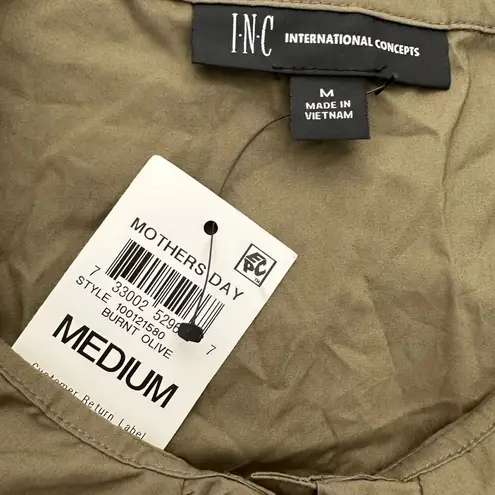 I·N·C INTERNATIONAL CONCEPTS
M
MADE IN
VIETNAM
MOTHERS DAY
EPC
7 33002 5296 7
STYLE 100121580
BURNT OLIVE
MEDIUM
Customer Return Label